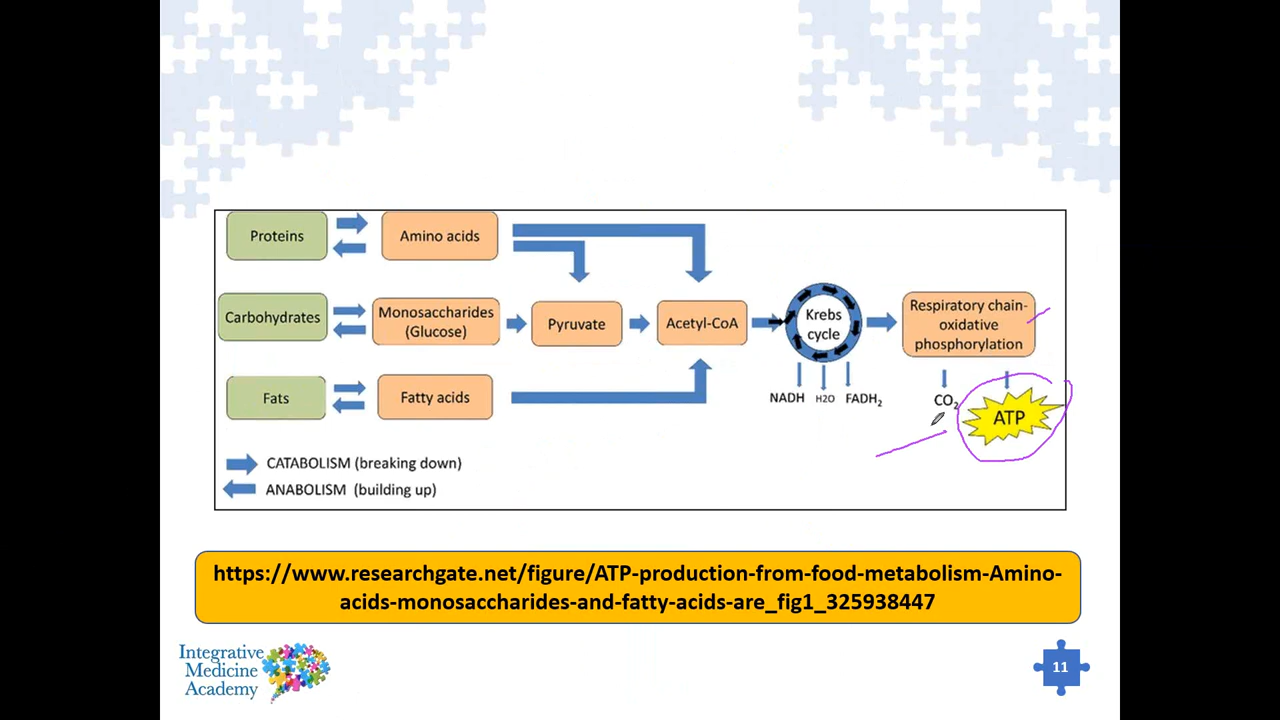 Proteins
Amino acids
Carbohydrates
Monosaccharides
(Glucose)
Pyruvate
Acetyl-CoA
Krebs
cycle
Respiratory chain-
oxidative
phosphorylation
Fats
Fatty acids
NADH
H2O
FADH2
CO2
ATP
CATABOLISM (breaking down)
ANABOLISM (building up)
https://www.researchgate.net/figure/ATP-production-from-food-metabolism-Amino-
acids-monosaccharides-and-fatty-acids-are_fig1_325938447
Integrative
Medicine
Academy
11